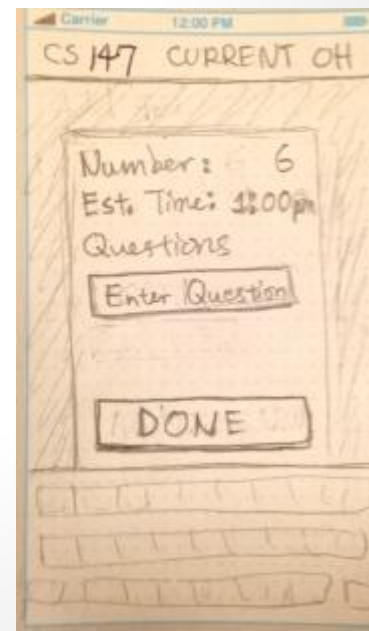 Carrier 12:00 PM
CS 147 CURRENT OH
Number: 6
Est. Time: 1:00pm
Questions
Enter Question
DONE